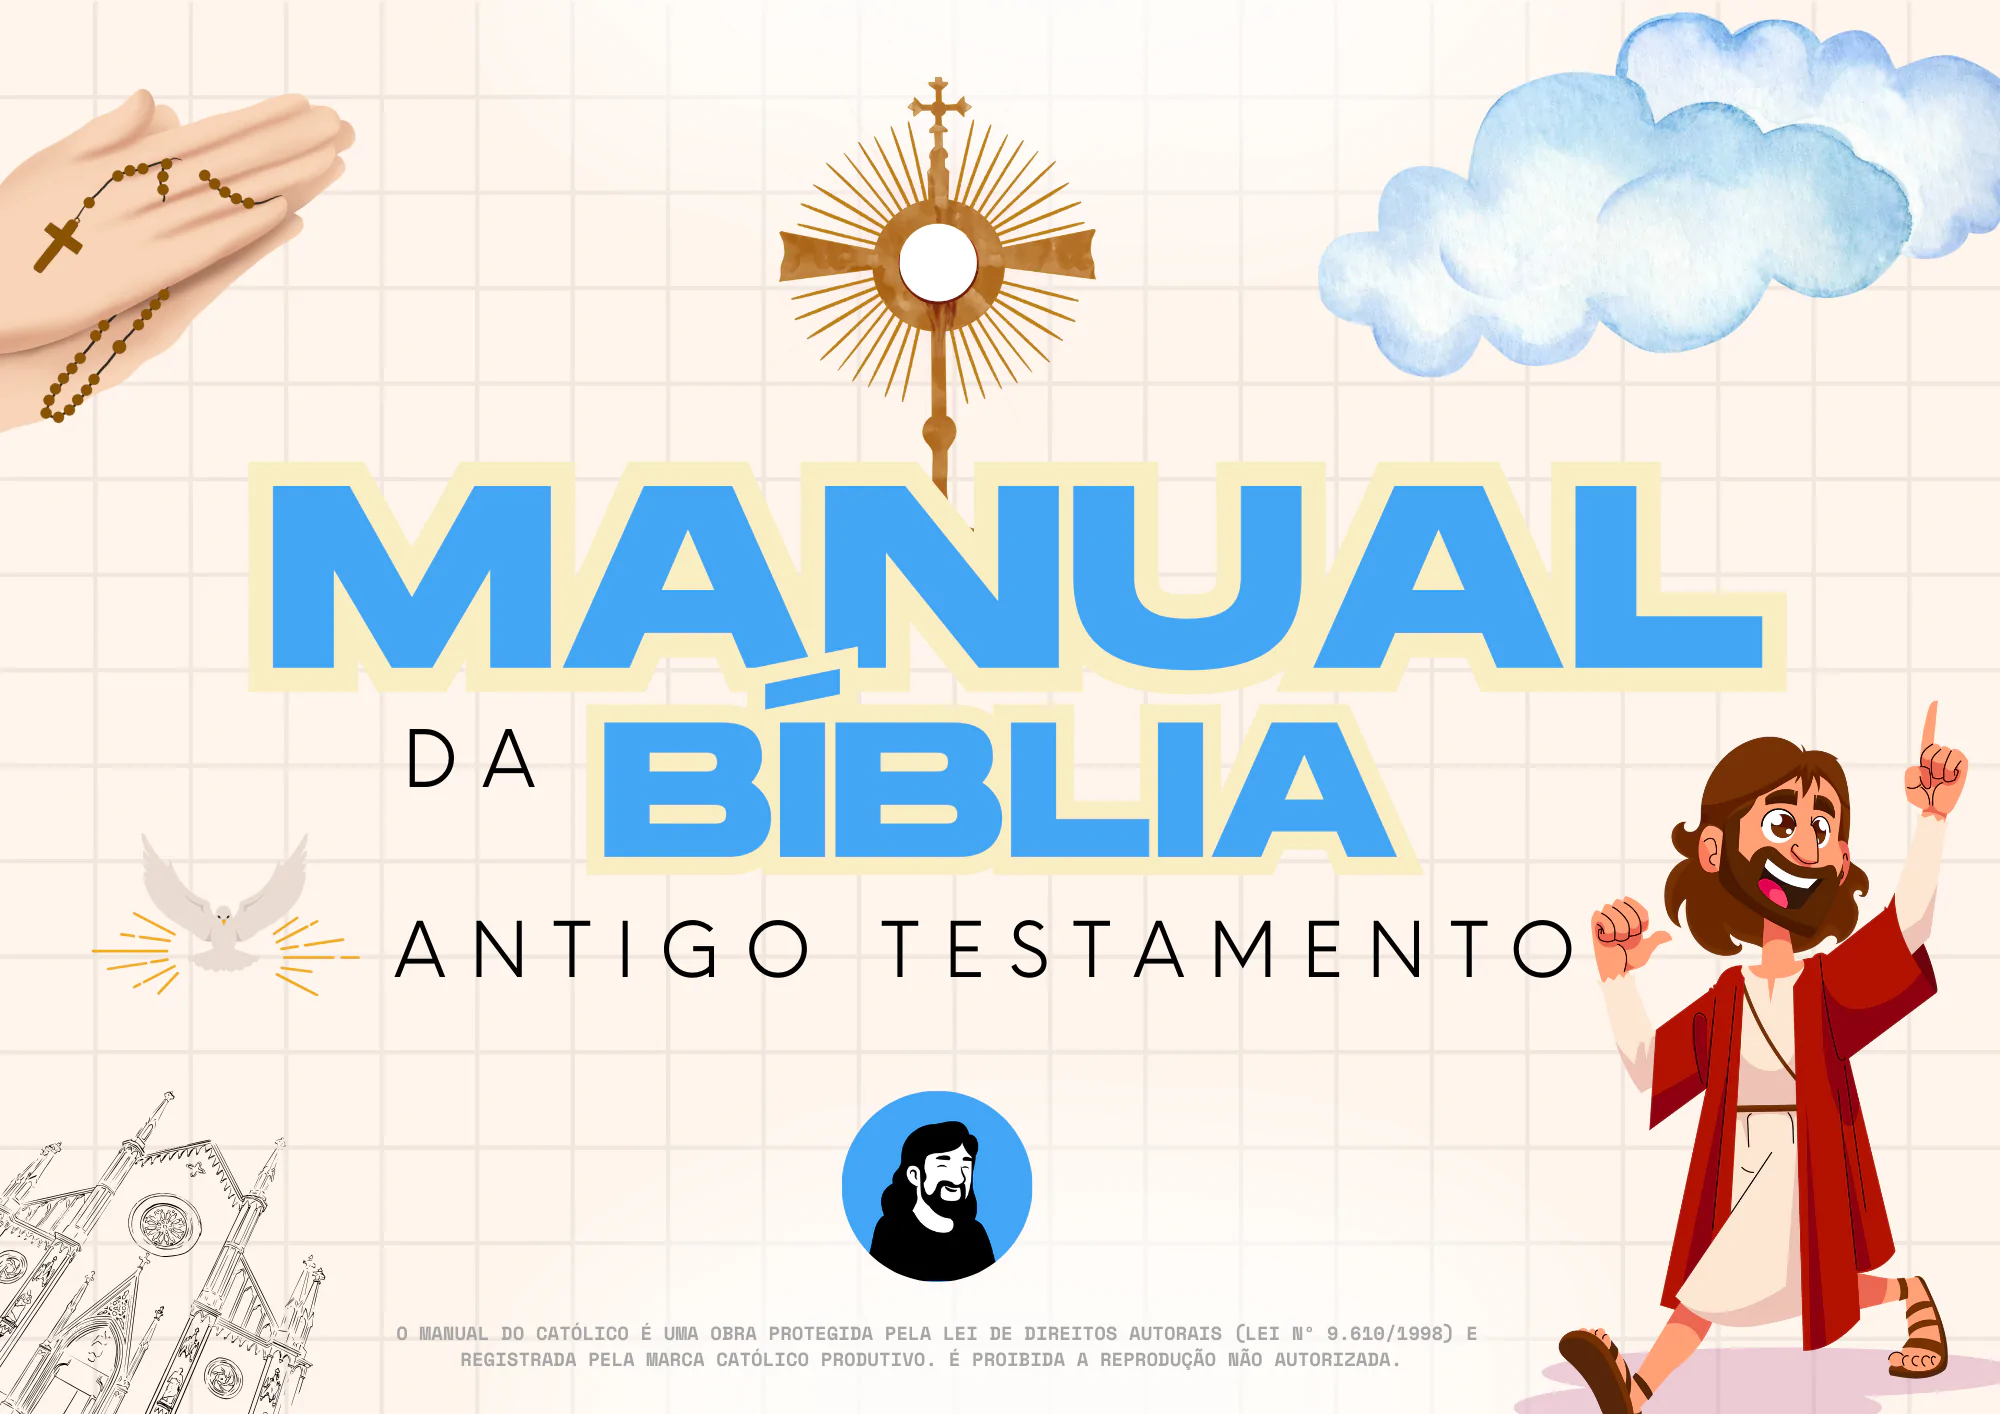 MANUAL
DA BÍBLIA
ANTIGO TESTAMENTO
O MANUAL DO CATÓLICO É UMA OBRA PROTEGIDA PELA LEI DE DIREITOS AUTORAIS (LEI N° 9.610/1998) E
REGISTRADA PELA MARCA CATÓLICO PRODUTIVO. É PROIBIDA A REPRODUÇÃO NÃO AUTORIZADA.